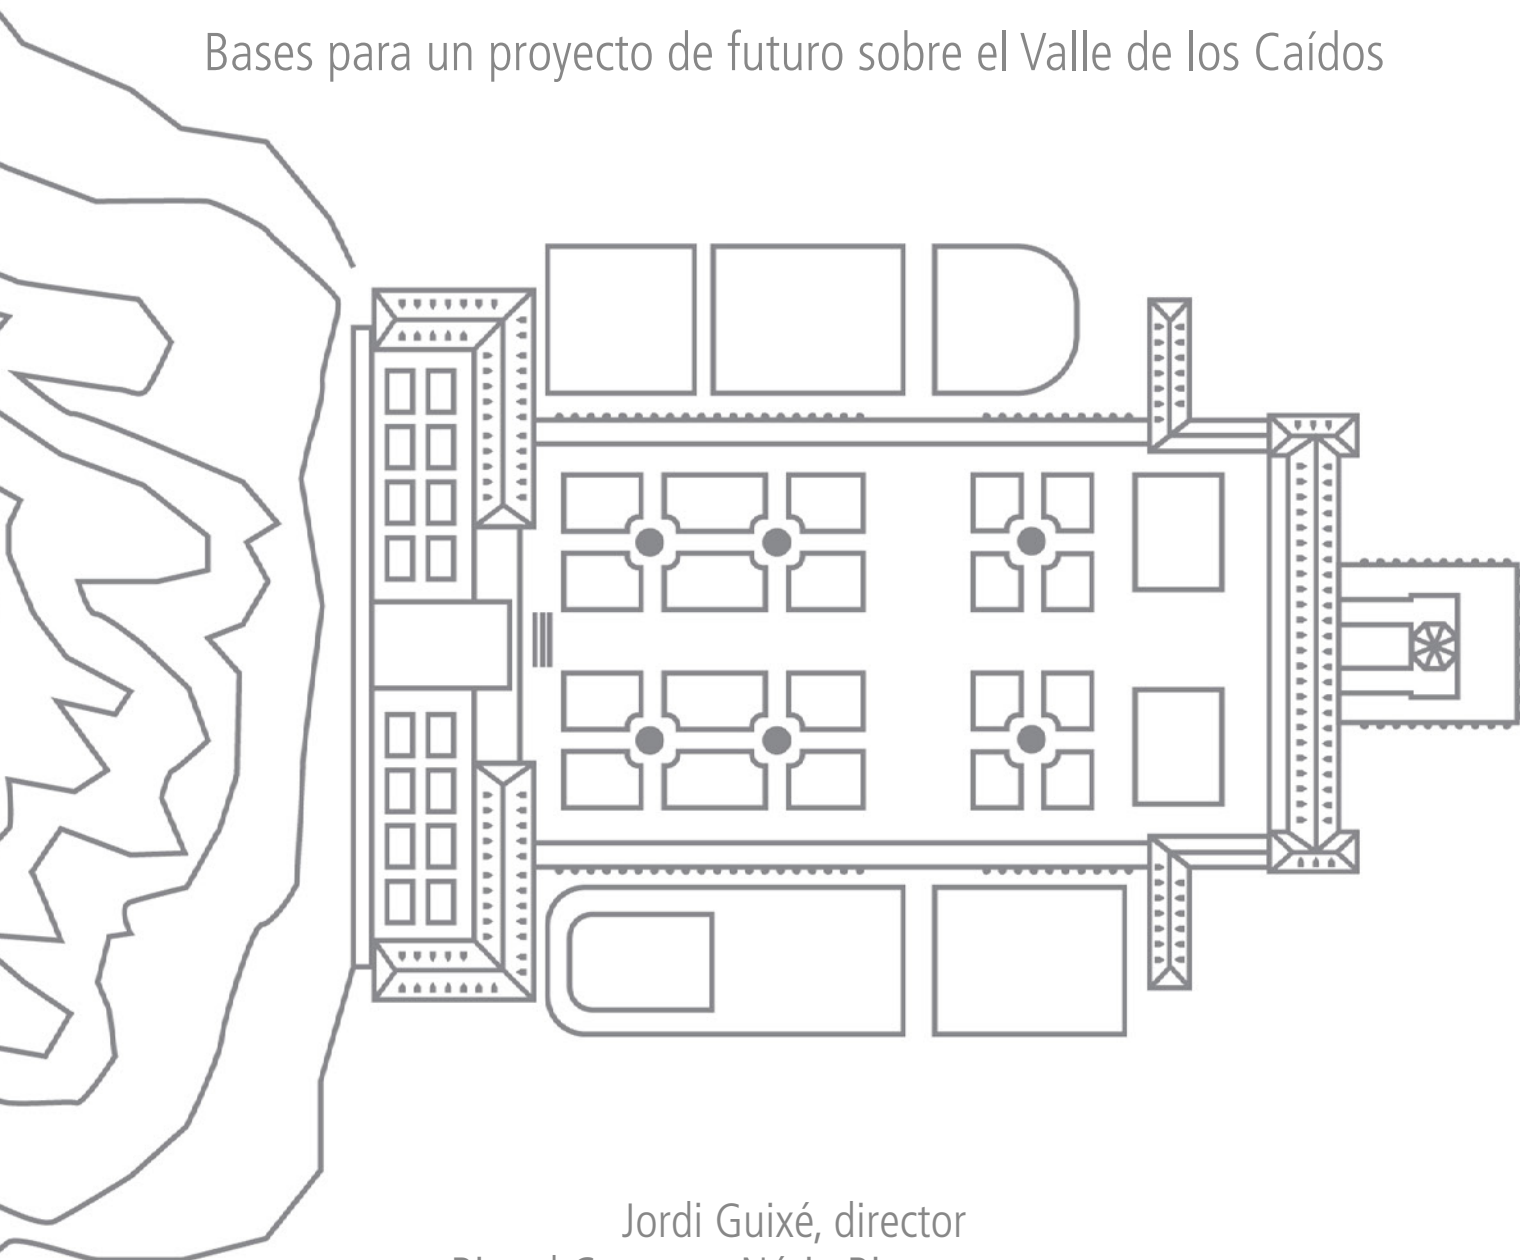 Bases para un proyecto de futuro sobre el Valle de los Caídos
Jordi Guixé, director